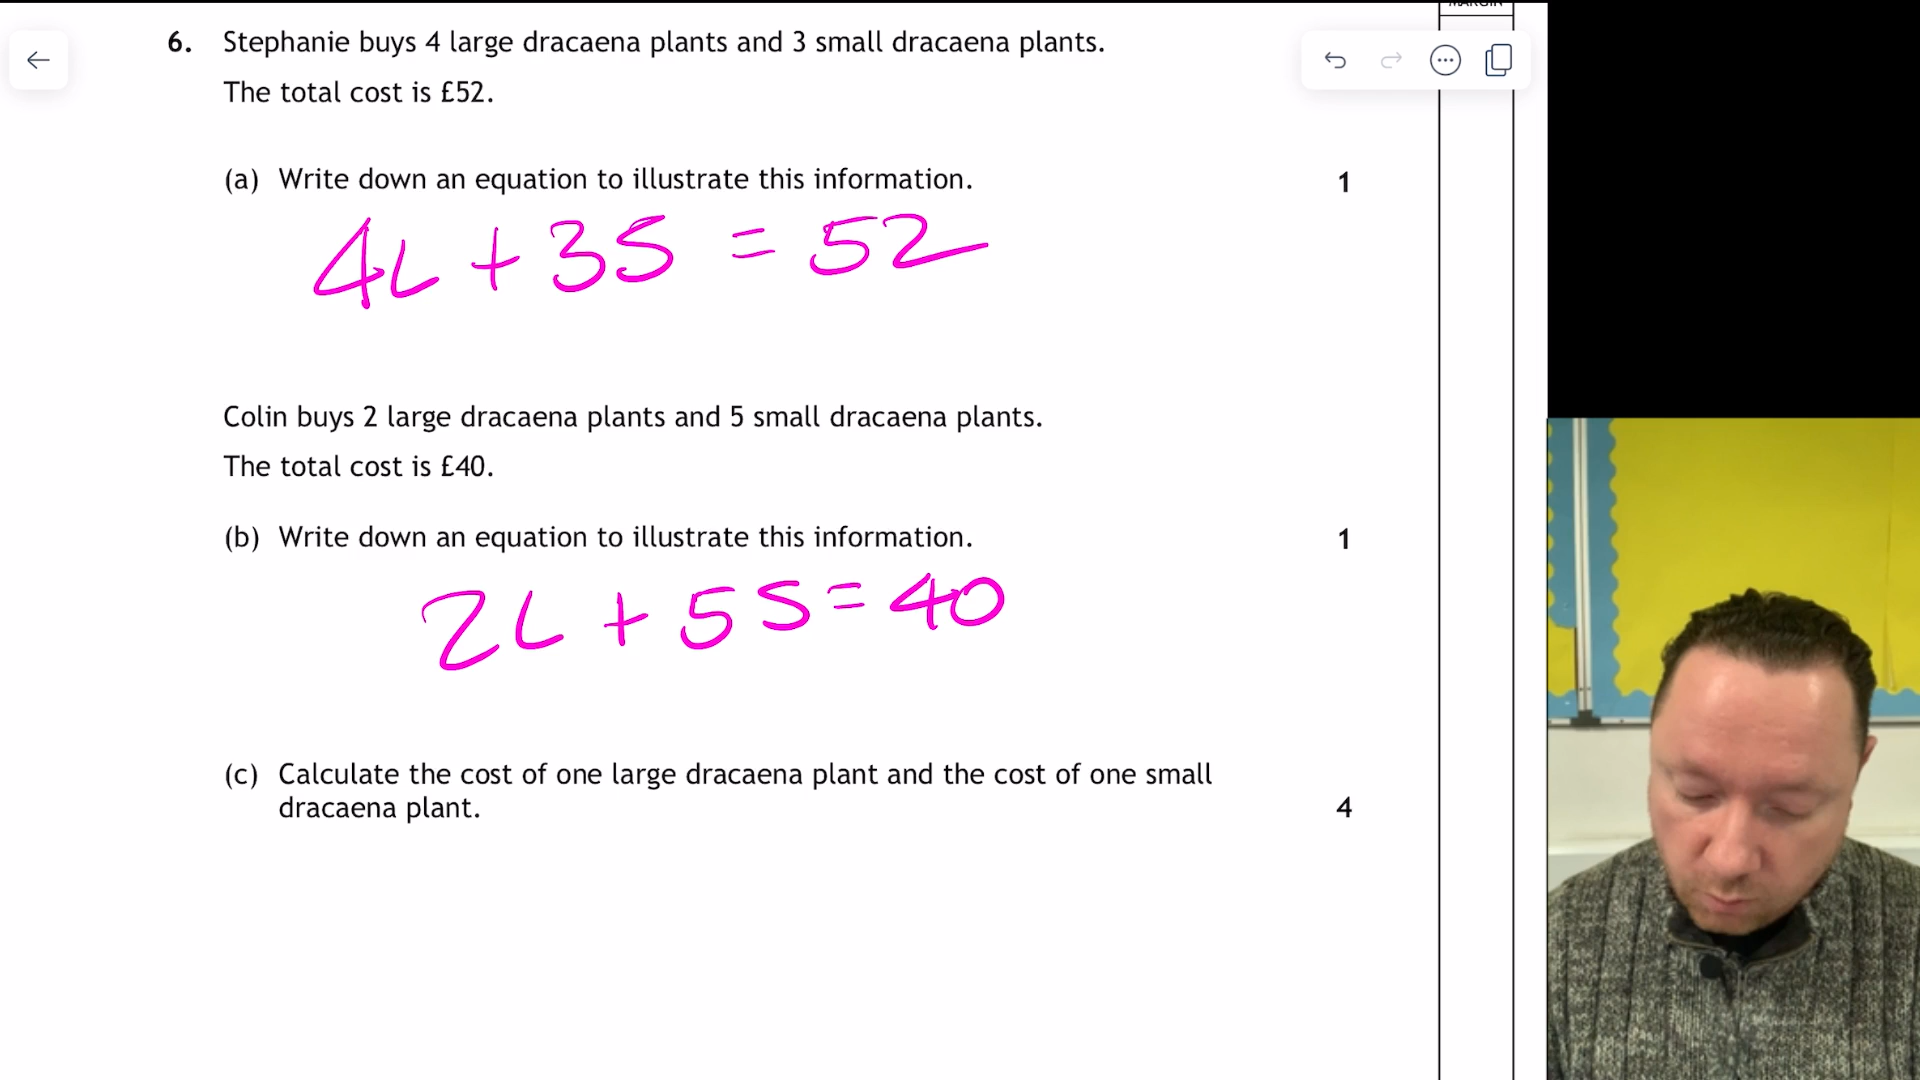 MARGIN
6. Stephanie buys 4 large dracaena plants and 3 small dracaena plants.
The total cost is £52.
(a) Write down an equation to illustrate this information. 1
4L + 3S = 52
Colin buys 2 large dracaena plants and 5 small dracaena plants.
The total cost is £40.
(b) Write down an equation to illustrate this information. 1
2L + 5S = 40
(c) Calculate the cost of one large dracaena plant and the cost of one small
dracaena plant. 4